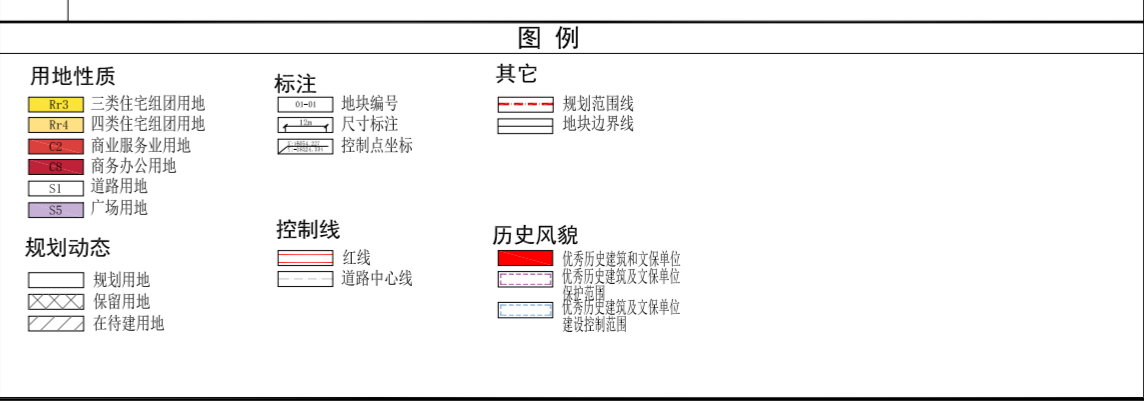 图 例
用地性质
Rr3 三类住宅组团用地
Rr4 四类住宅组团用地
C2 商业服务业用地
C8 商务办公用地
S1 道路用地
S5 广场用地
规划动态
规划用地
保留用地
在待建用地
标注
01-01 地块编号
12m 尺寸标注
控制点坐标
控制线
红线
道路中心线
其它
规划范围线
地块边界线
历史风貌
优秀历史建筑和文保单位
优秀历史建筑及文保单位
保护范围
优秀历史建筑及文保单位
建设控制范围